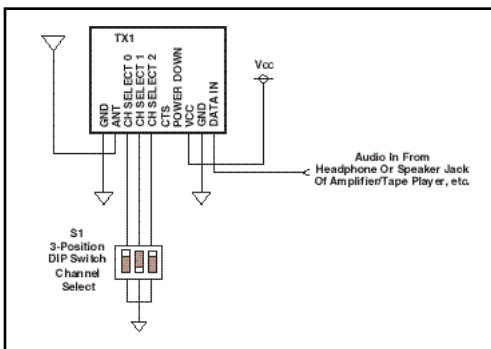 TX1
GND
ANT
CH SELECT 0
CH SELECT 1
CH SELECT 2
CTS
POWER DOWN
VCC
GND
DATA IN
Vcc
Audio In From
Headphone Or Speaker Jack
Of Amplifier/Tape Player, etc.
S1
3-Position
DIP Switch
Channel
Select